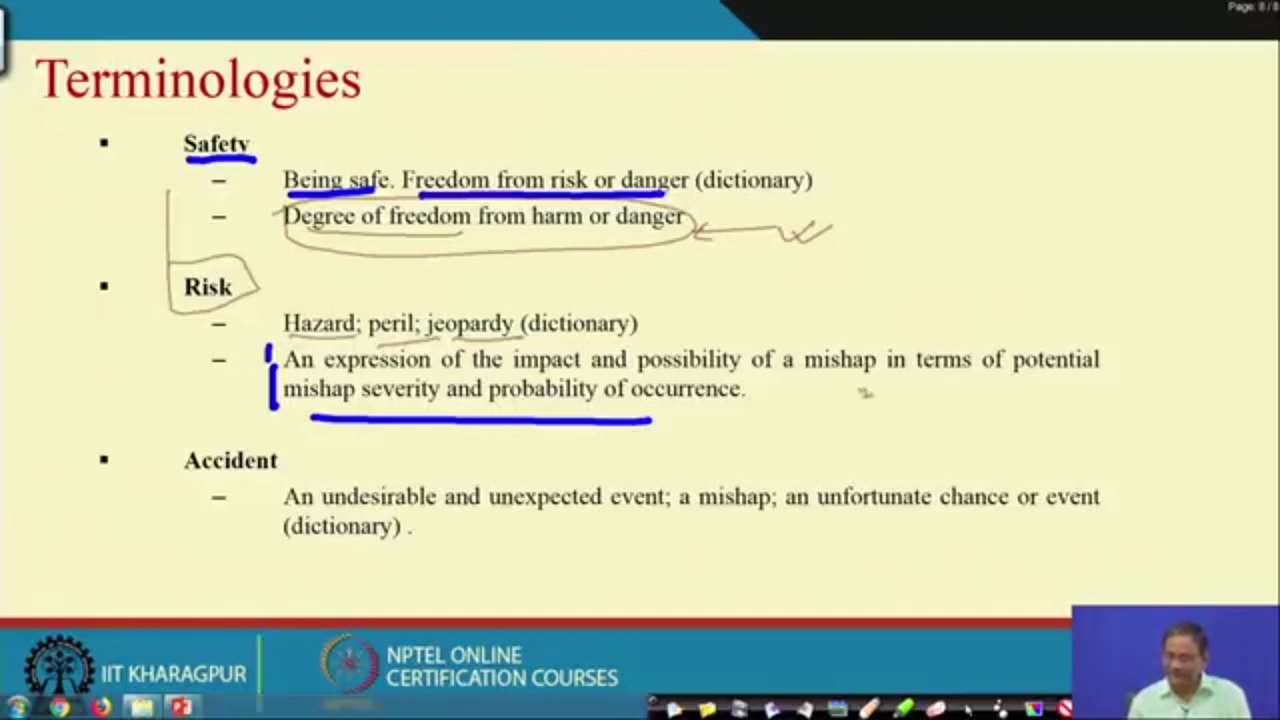 Page: 8 / 8
Terminologies
▪ Safety
– Being safe. Freedom from risk or danger (dictionary)
– Degree of freedom from harm or danger
▪ Risk
– Hazard; peril; jeopardy (dictionary)
– An expression of the impact and possibility of a mishap in terms of potential
mishap severity and probability of occurrence.
▪ Accident
– An undesirable and unexpected event; a mishap; an unfortunate chance or event
(dictionary) .
IIT KHARAGPUR
NPTEL ONLINE
CERTIFICATION COURSES